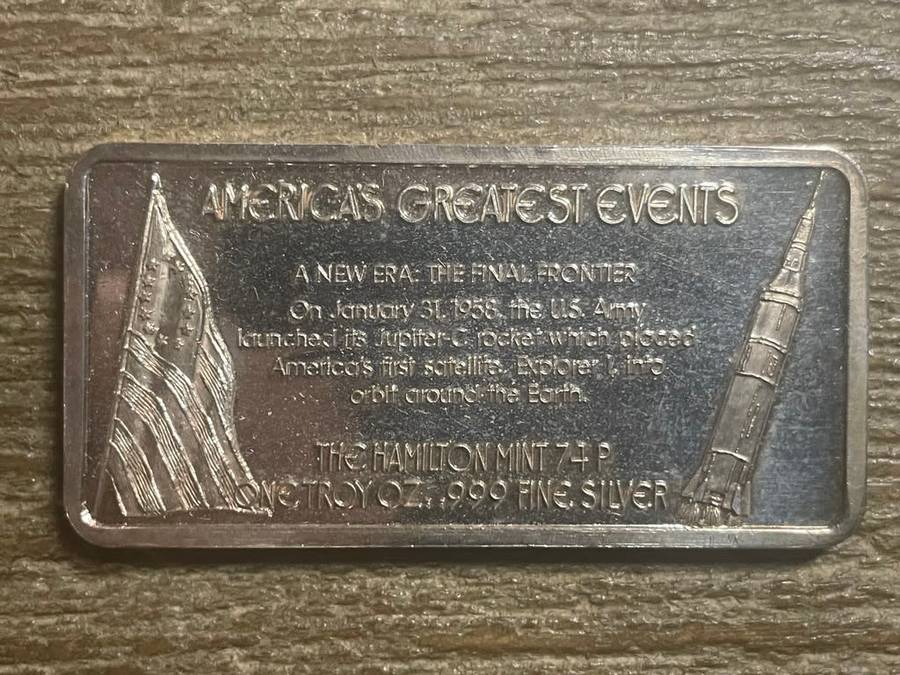 AMERICA'S GREATEST EVENTS
A NEW ERA: THE FINAL FRONTIER
On January 31, 1958, the U.S. Army
launched its Jupiter-C rocket which placed
America's first satellite, Explorer I, into
orbit around the Earth.
THE HAMILTON MINT 74 P
ONE TROY OZ. .999 FINE SILVER